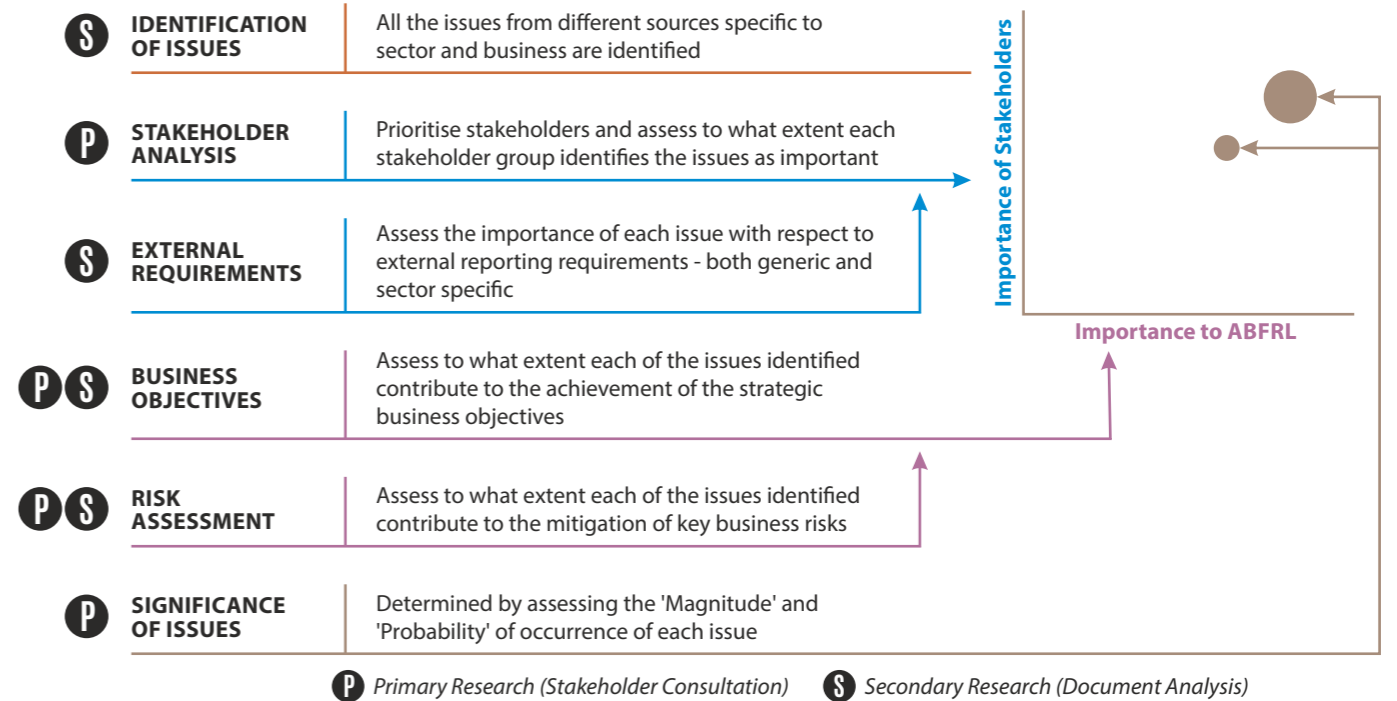 S
IDENTIFICATION
OF ISSUES
All the issues from different sources specific to
sector and business are identified
P
STAKEHOLDER
ANALYSIS
Prioritise stakeholders and assess to what extent each
stakeholder group identifies the issues as important
S
EXTERNAL
REQUIREMENTS
Assess the importance of each issue with respect to
external reporting requirements - both generic and
sector specific
P S
BUSINESS
OBJECTIVES
Assess to what extent each of the issues identified
contribute to the achievement of the strategic
business objectives
P S
RISK
ASSESSMENT
Assess to what extent each of the issues identified
contribute to the mitigation of key business risks
P
SIGNIFICANCE
OF ISSUES
Determined by assessing the 'Magnitude' and
'Probability' of occurrence of each issue
Importance of Stakeholders
Importance to ABFRL
P Primary Research (Stakeholder Consultation)
S Secondary Research (Document Analysis)